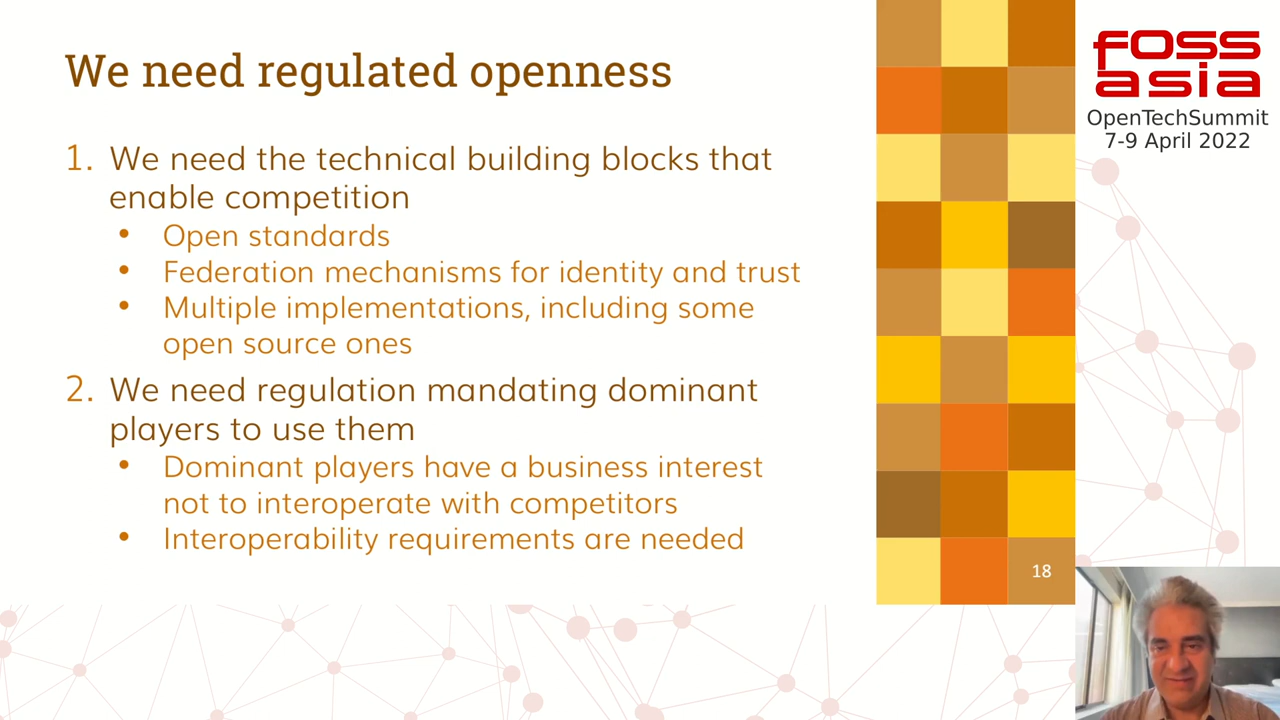 We need regulated openness
1. We need the technical building blocks that
enable competition
• Open standards
• Federation mechanisms for identity and trust
• Multiple implementations, including some
open source ones
2. We need regulation mandating dominant
players to use them
• Dominant players have a business interest
not to interoperate with competitors
• Interoperability requirements are needed
18
foss
asia
OpenTechSummit
7-9 April 2022